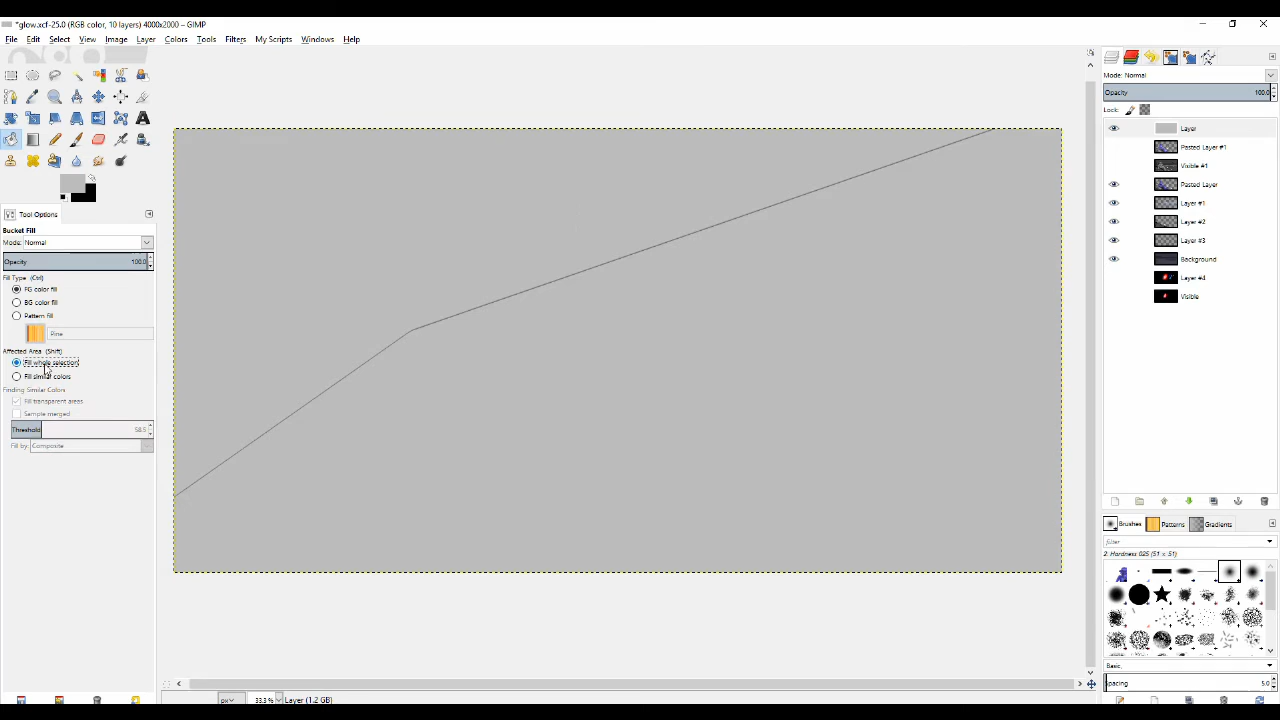 *glow.xcf-25.0 (RGB color, 10 layers) 4000x2000 – GIMP
File Edit Select View Image Layer Colors Tools Filters My Scripts Windows Help
Tool Options
Bucket Fill
Mode: Normal
Opacity 100.0
Fill Type (Ctrl)
FG color fill
BG color fill
Pattern fill
Pine
Affected Area (Shift)
Fill whole selection
Fill similar colors
Finding Similar Colors
Fill transparent areas
Sample merged
Threshold 58.5
Fill by: Composite
px 33.3 % Layer (1.2 GB)
Mode: Normal
Opacity 100.0
Lock:
Layer
Pasted Layer #1
Visible #1
Pasted Layer
Layer #1
Layer #2
Layer #3
Background
Layer #4
Visible
Brushes Patterns Gradients
filter
2. Hardness 025 (51 × 51)
Basic,
Spacing 5.0